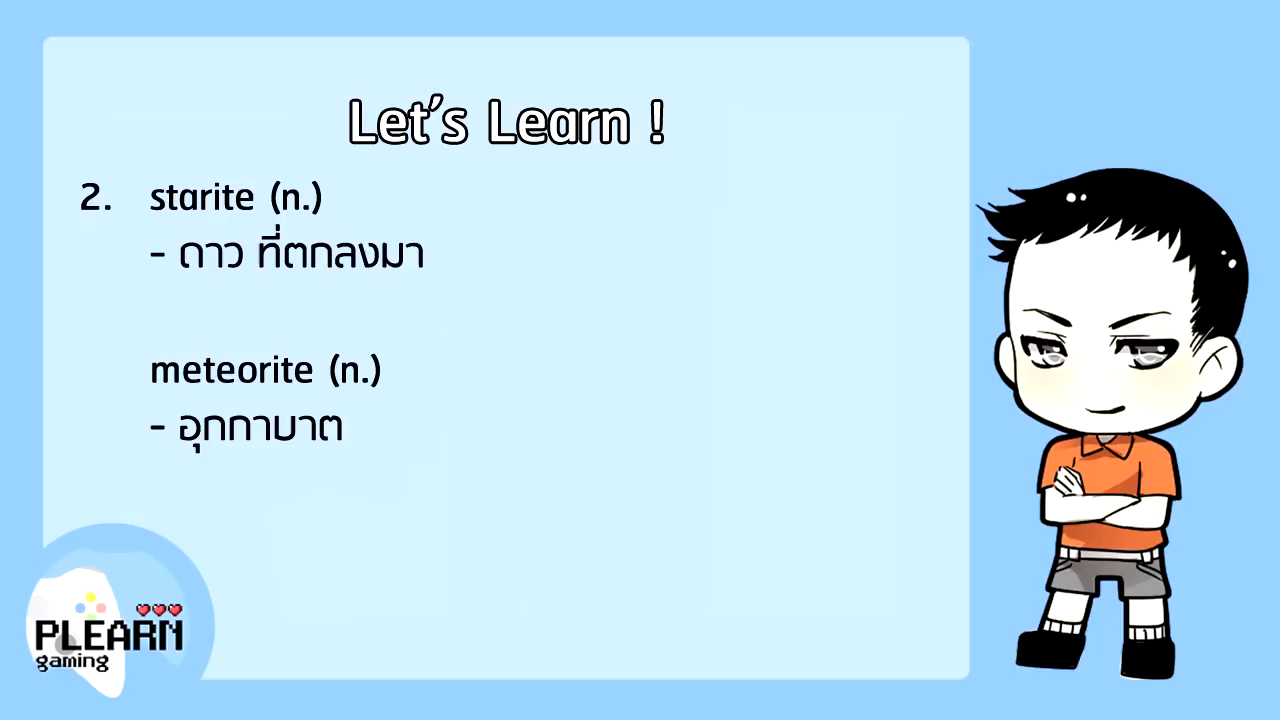 Let's Learn !
2. starite (n.)
- ดาว ที่ตกลงมา
meteorite (n.)
- อุกกาบาต
PLEARN
gaming